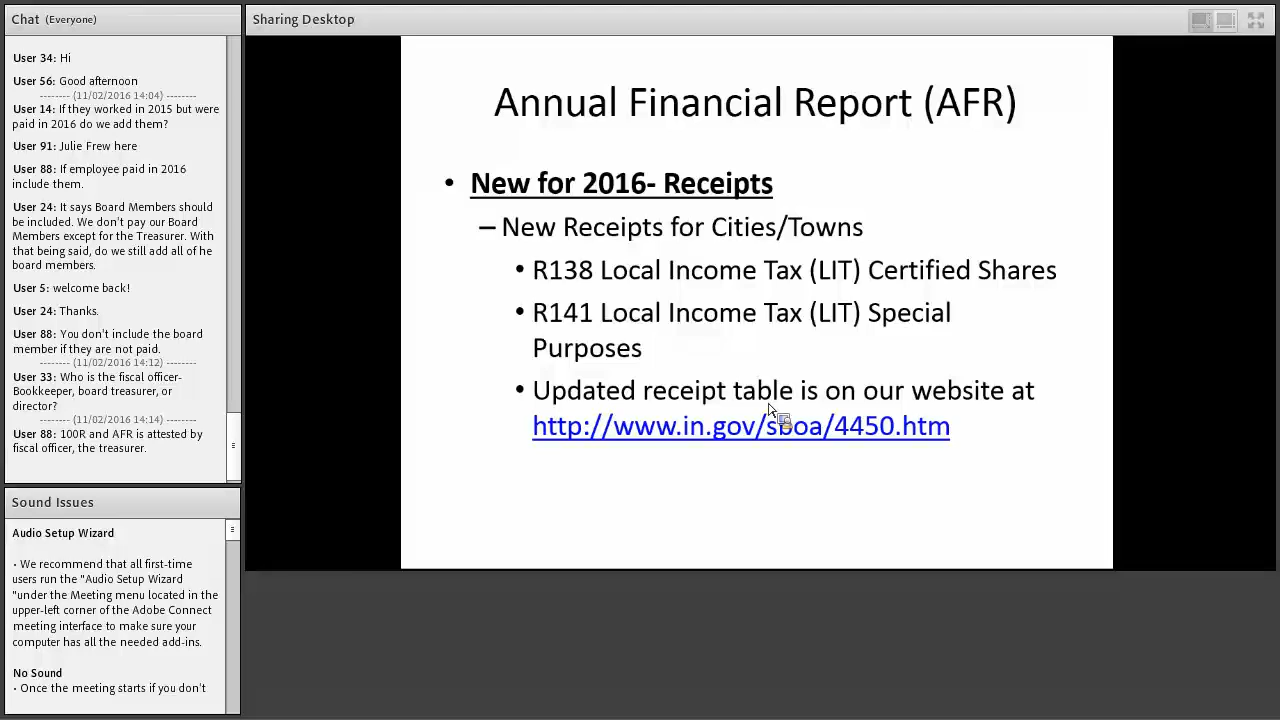 Chat (Everyone)
User 34: Hi
User 56: Good afternoon
-------- (11/02/2016 14:04) --------
User 14: If they worked in 2015 but were
paid in 2016 do we add them?
User 91: Julie Frew here
User 88: If employee paid in 2016
include them.
User 24: It says Board Members should
be included. We don't pay our Board
Members except for the Treasurer. With
that being said, do we still add all of he
board members.
User 5: welcome back!
User 24: Thanks.
User 88: You don't include the board
member if they are not paid.
-------- (11/02/2016 14:12) --------
User 33: Who is the fiscal officer-
Bookkeeper, board treasurer, or
director?
-------- (11/02/2016 14:14) --------
User 88: 100R and AFR is attested by
fiscal officer, the treasurer.
Sound Issues
Audio Setup Wizard
• We recommend that all first-time
users run the "Audio Setup Wizard
"under the Meeting menu located in the
upper-left corner of the Adobe Connect
meeting interface to make sure your
computer has all the needed add-ins.
No Sound
• Once the meeting starts if you don't
Sharing Desktop
Annual Financial Report (AFR)
• New for 2016- Receipts
– New Receipts for Cities/Towns
• R138 Local Income Tax (LIT) Certified Shares
• R141 Local Income Tax (LIT) Special
Purposes
• Updated receipt table is on our website at
http://www.in.gov/sboa/4450.htm